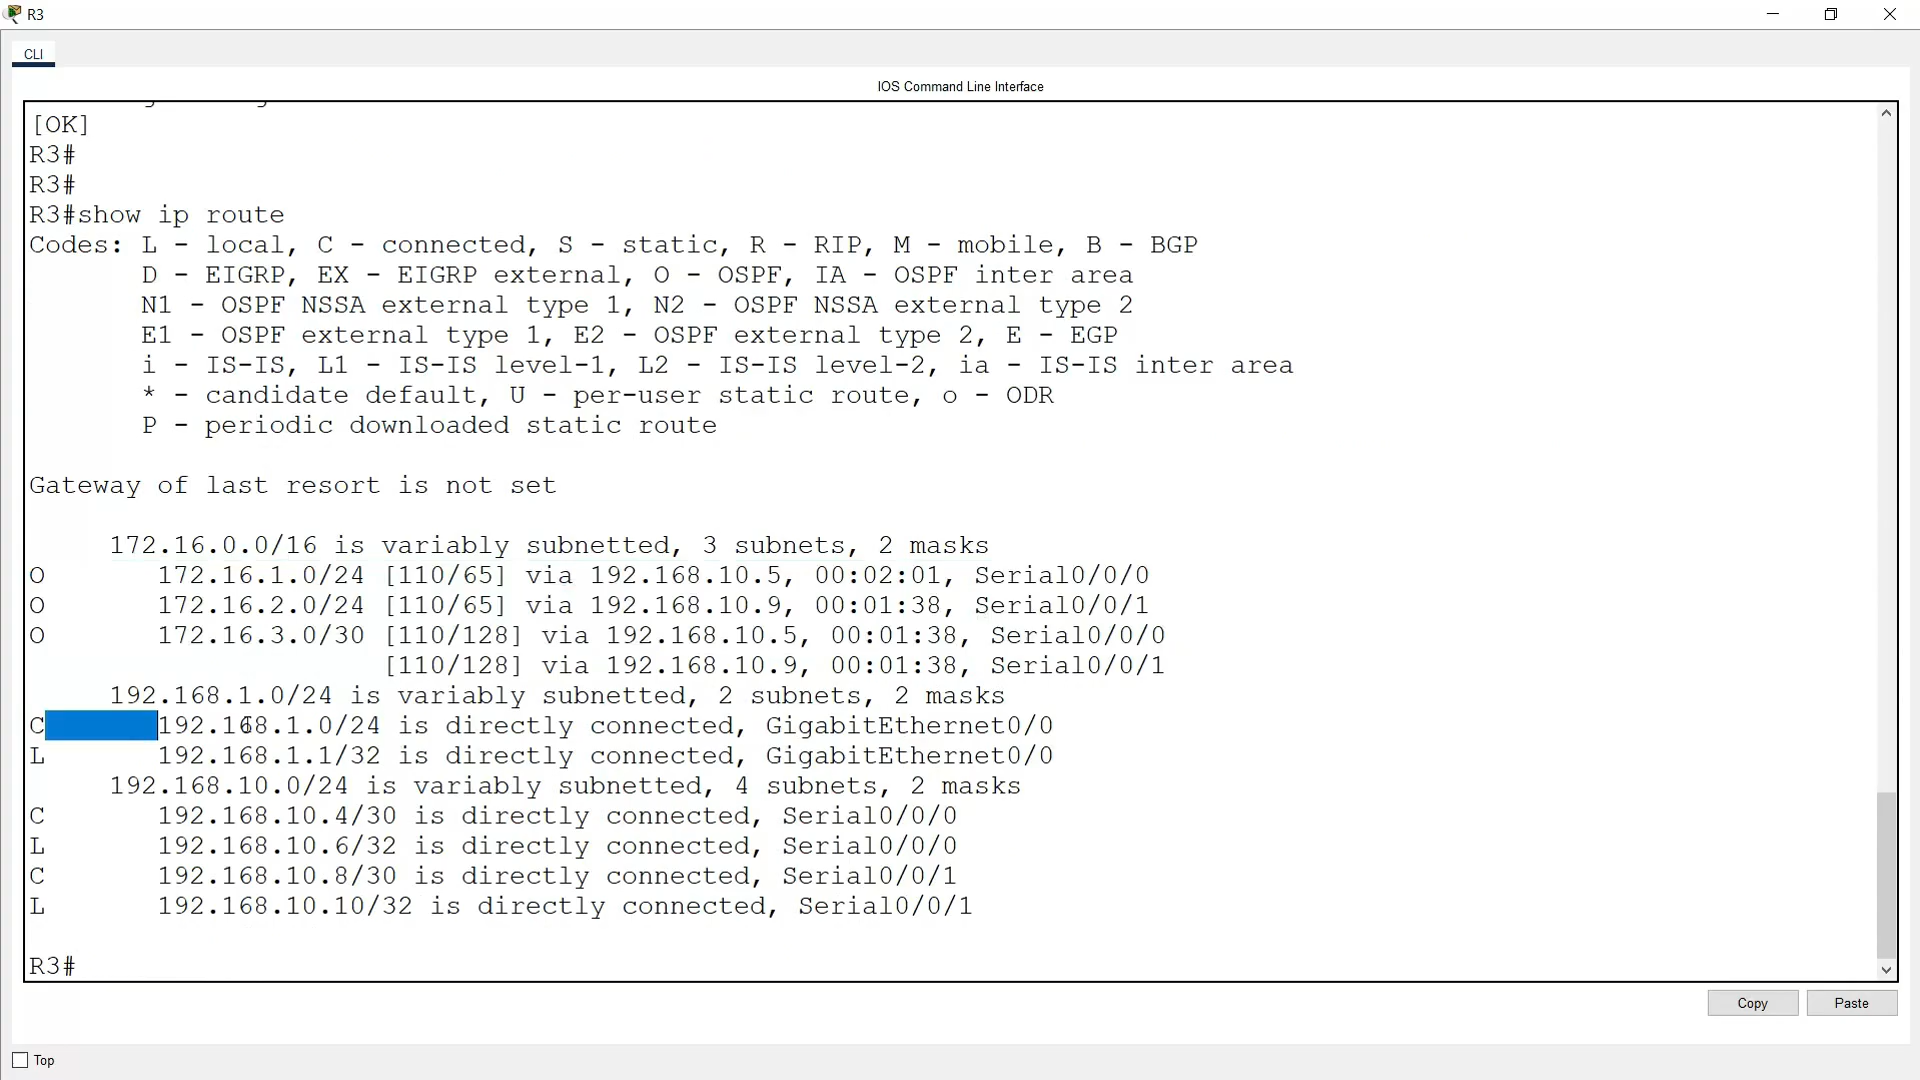 R3
CLI
IOS Command Line Interface
[OK]
R3#
R3#
R3#show ip route
Codes: L - local, C - connected, S - static, R - RIP, M - mobile, B - BGP
D - EIGRP, EX - EIGRP external, O - OSPF, IA - OSPF inter area
N1 - OSPF NSSA external type 1, N2 - OSPF NSSA external type 2
E1 - OSPF external type 1, E2 - OSPF external type 2, E - EGP
i - IS-IS, L1 - IS-IS level-1, L2 - IS-IS level-2, ia - IS-IS inter area
* - candidate default, U - per-user static route, o - ODR
P - periodic downloaded static route
Gateway of last resort is not set
172.16.0.0/16 is variably subnetted, 3 subnets, 2 masks
O 172.16.1.0/24 [110/65] via 192.168.10.5, 00:02:01, Serial0/0/0
O 172.16.2.0/24 [110/65] via 192.168.10.9, 00:01:38, Serial0/0/1
O 172.16.3.0/30 [110/128] via 192.168.10.5, 00:01:38, Serial0/0/0
[110/128] via 192.168.10.9, 00:01:38, Serial0/0/1
192.168.1.0/24 is variably subnetted, 2 subnets, 2 masks
C 192.168.1.0/24 is directly connected, GigabitEthernet0/0
L 192.168.1.1/32 is directly connected, GigabitEthernet0/0
192.168.10.0/24 is variably subnetted, 4 subnets, 2 masks
C 192.168.10.4/30 is directly connected, Serial0/0/0
L 192.168.10.6/32 is directly connected, Serial0/0/0
C 192.168.10.8/30 is directly connected, Serial0/0/1
L 192.168.10.10/32 is directly connected, Serial0/0/1
R3#
Copy Paste
Top